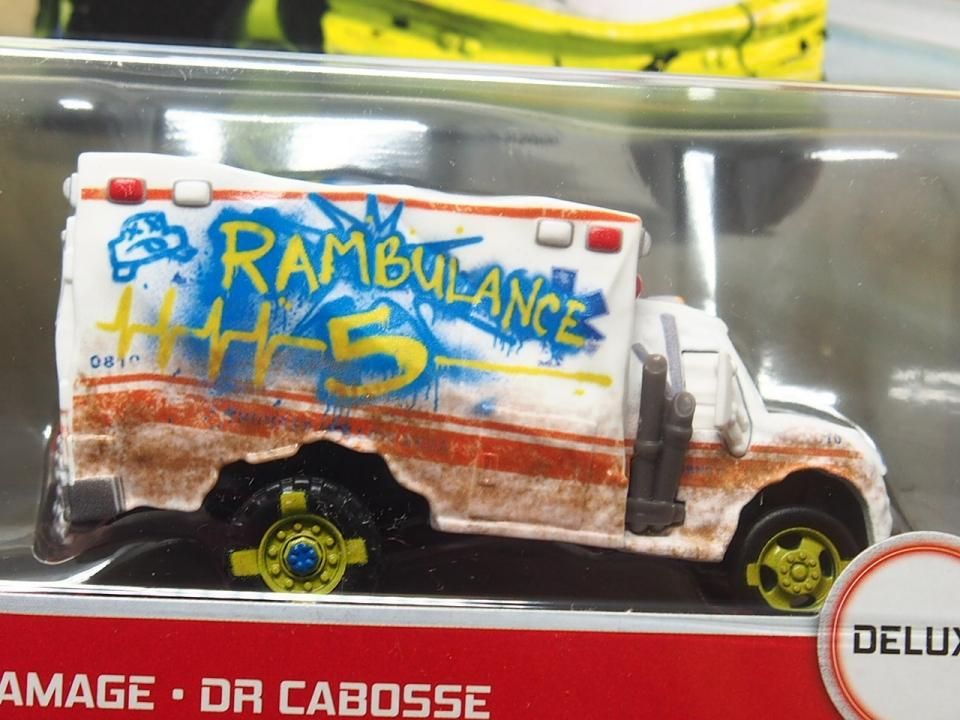 RAMBULANCE
5
DELUX
AMAGE • DR CABOSSE